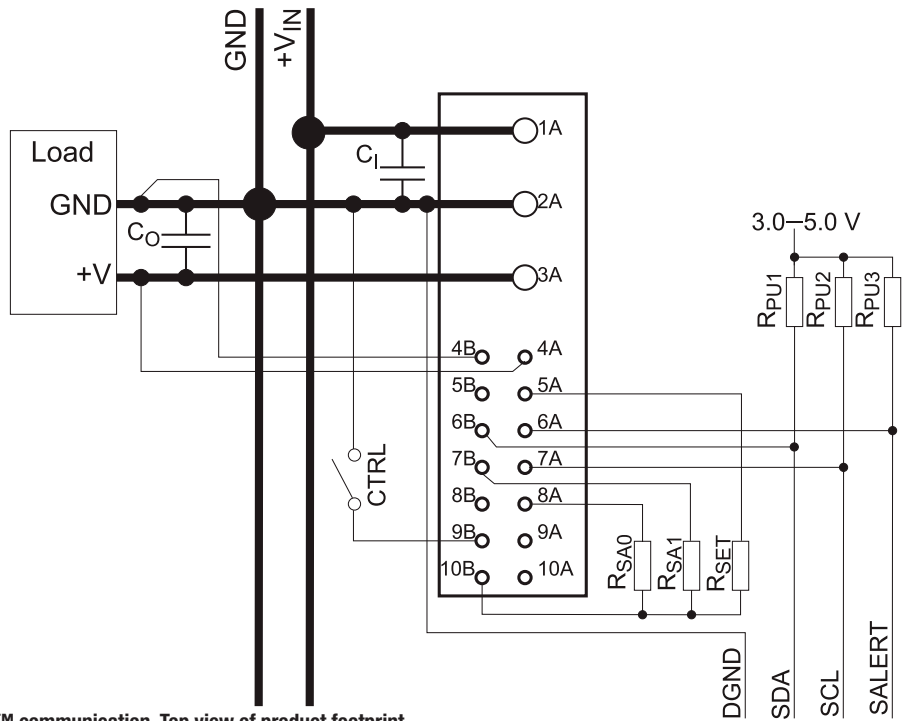 GND
+VIN
Load
GND
+V
CO
CI
1A
2A
3A
4B 4A
5B 5A
6B 6A
7B 7A
8B 8A
9B 9A
10B 10A
CTRL
3.0–5.0 V
RPU1
RPU2
RPU3
RSA0
RSA1
RSET
DGND
SDA
SCL
SALERT
communication. Top view of product footprint